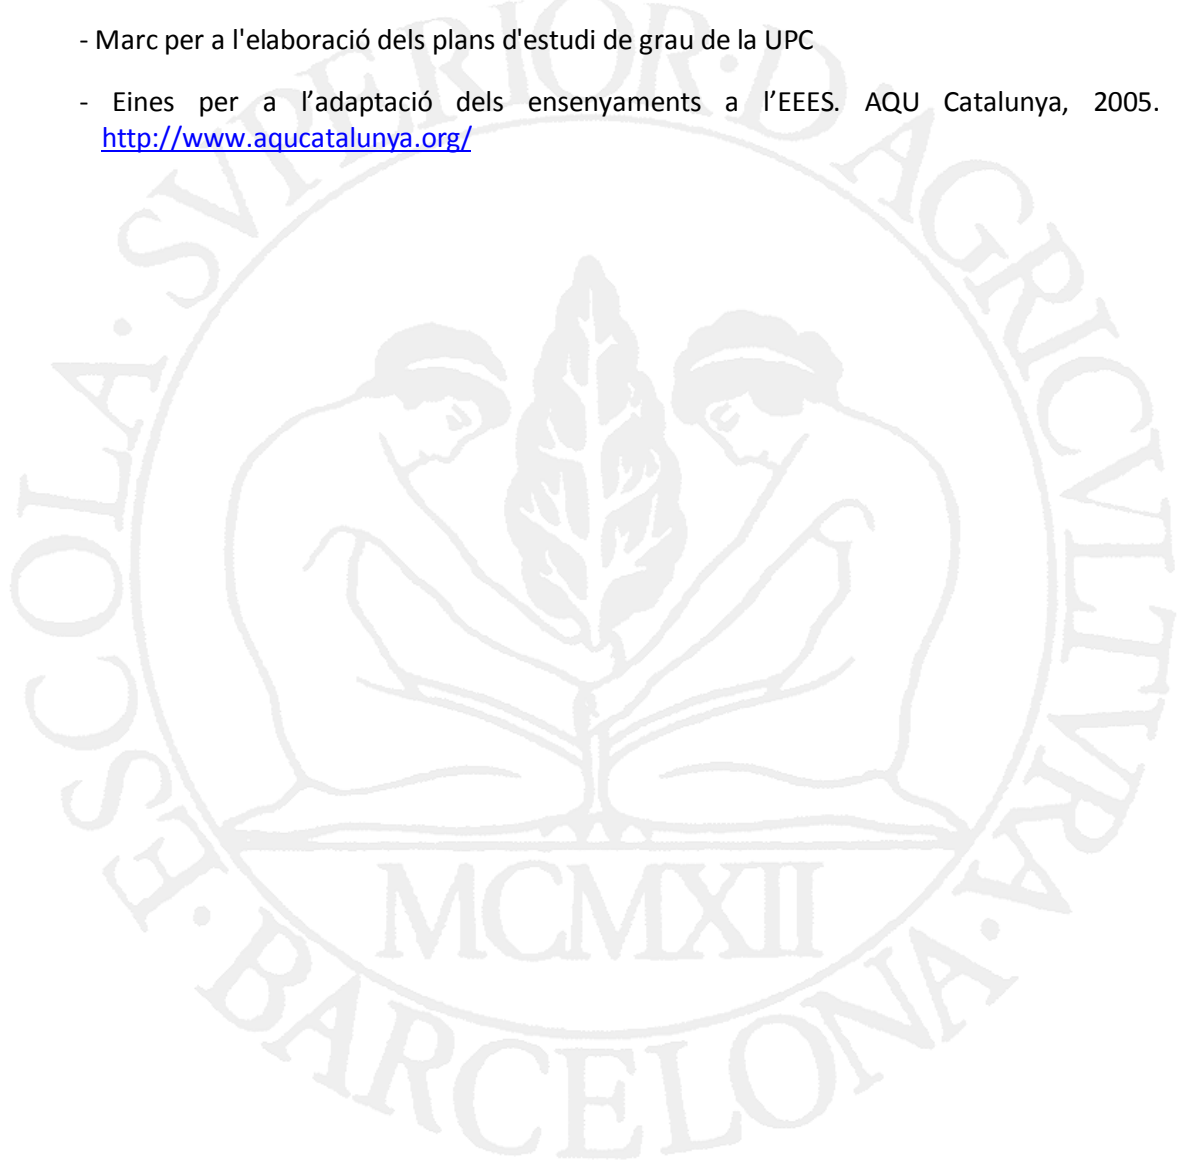 - Marc per a l'elaboració dels plans d'estudi de grau de la UPC
- Eines per a l’adaptació dels ensenyaments a l’EEES. AQU Catalunya, 2005.
http://www.aqucatalunya.org/
ESCOLA · SVPERIOR · D AGRICVLTVRA · BARCELONA ·
MCMXII